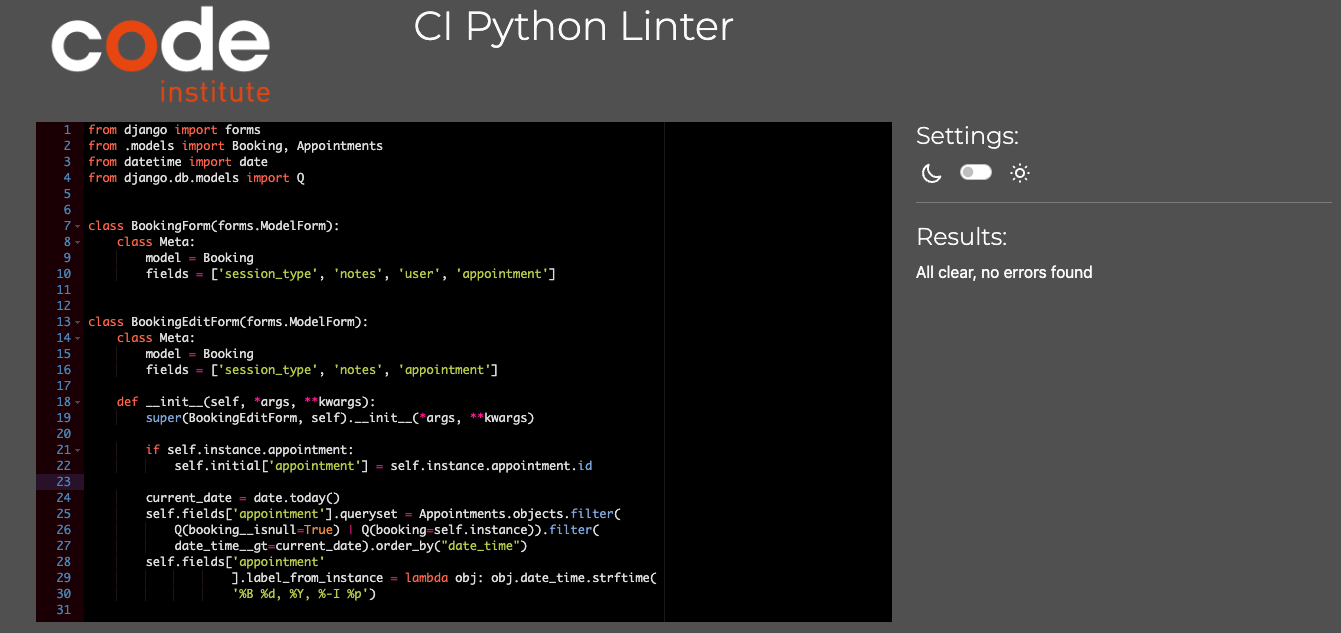 code
institute
CI Python Linter
1 from django import forms
2 from .models import Booking, Appointments
3 from datetime import date
4 from django.db.models import Q
5
6
7 class BookingForm(forms.ModelForm):
8     class Meta:
9         model = Booking
10         fields = ['session_type', 'notes', 'user', 'appointment']
11
12
13 class BookingEditForm(forms.ModelForm):
14     class Meta:
15         model = Booking
16         fields = ['session_type', 'notes', 'appointment']
17
18     def __init__(self, *args, **kwargs):
19         super(BookingEditForm, self).__init__(*args, **kwargs)
20
21         if self.instance.appointment:
22             self.initial['appointment'] = self.instance.appointment.id
23
24         current_date = date.today()
25         self.fields['appointment'].queryset = Appointments.objects.filter(
26             Q(booking__isnull=True) | Q(booking=self.instance)).filter(
27             date_time__gt=current_date).order_by("date_time")
28         self.fields['appointment'
29                     ].label_from_instance = lambda obj: obj.date_time.strftime(
30                     '%B %d, %Y, %-I %p')
31
Settings:
Results:
All clear, no errors found